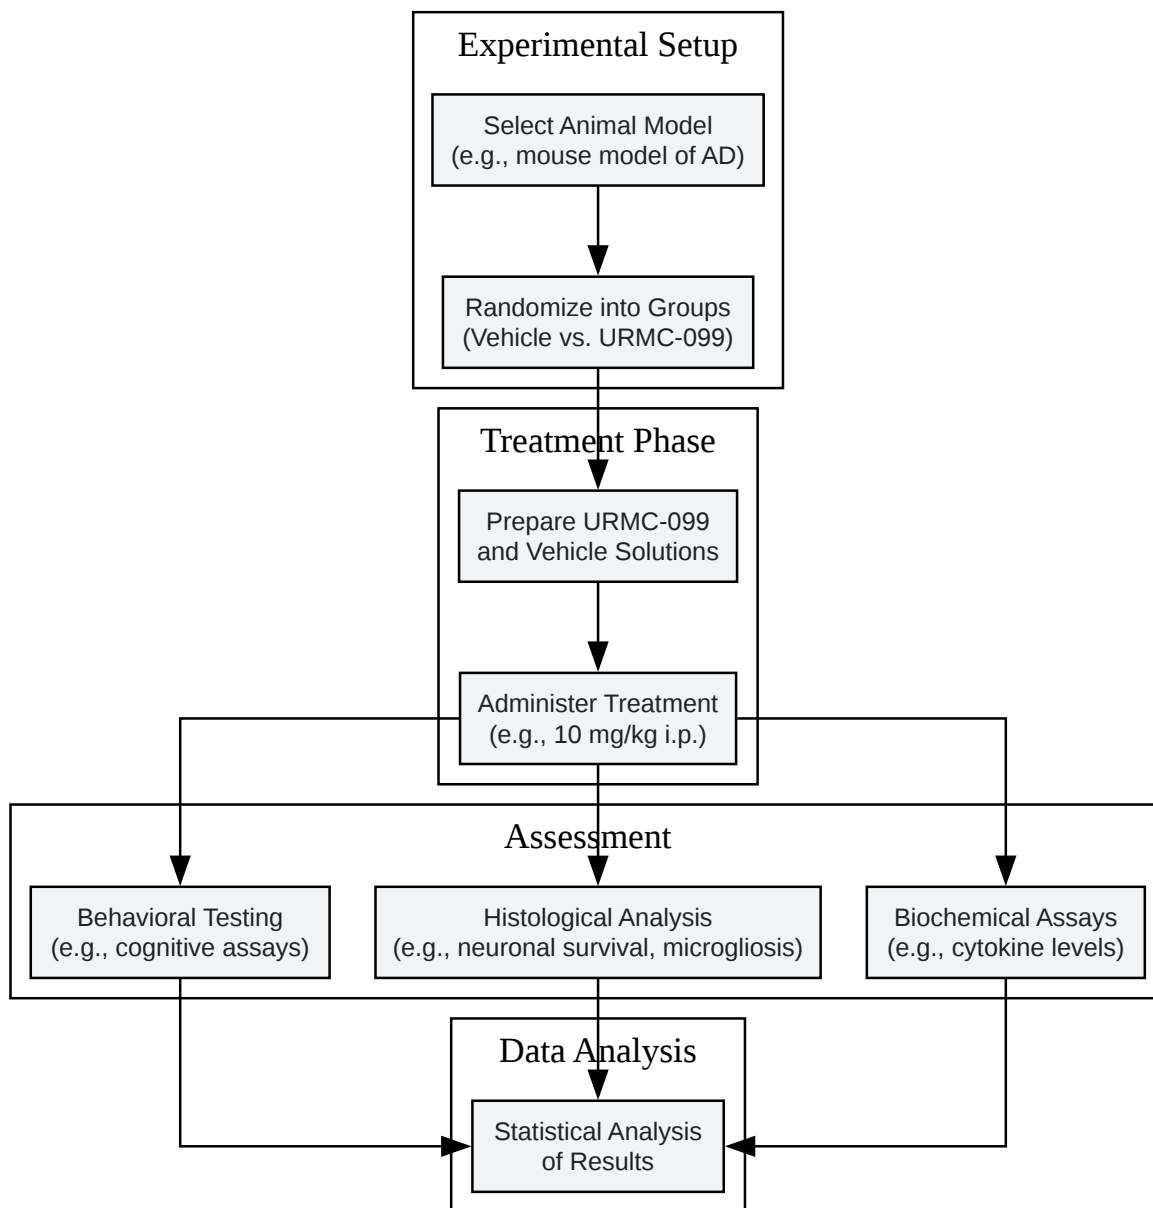 Experimental Setup
Select Animal Model
(e.g., mouse model of AD)
Randomize into Groups
(Vehicle vs. URMC-099)
Treatment Phase
Prepare URMC-099
and Vehicle Solutions
Administer Treatment
(e.g., 10 mg/kg i.p.)
Assessment
Behavioral Testing
(e.g., cognitive assays)
Histological Analysis
(e.g., neuronal survival, microgliosis)
Biochemical Assays
(e.g., cytokine levels)
Data Analysis
Statistical Analysis
of Results